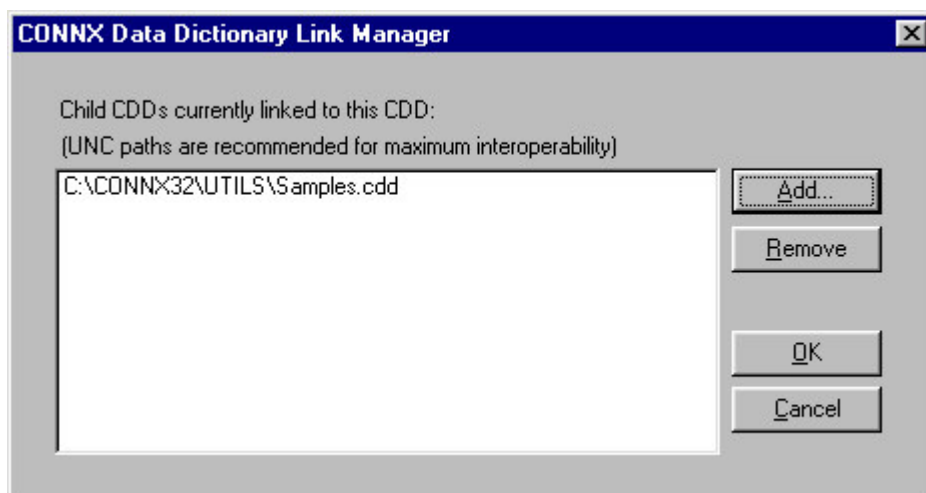 CONNX Data Dictionary Link Manager
Child CDDs currently linked to this CDD:
(UNC paths are recommended for maximum interoperability)
C:\CONNX32\UTILS\Samples.cdd
Add...
Remove
OK
Cancel